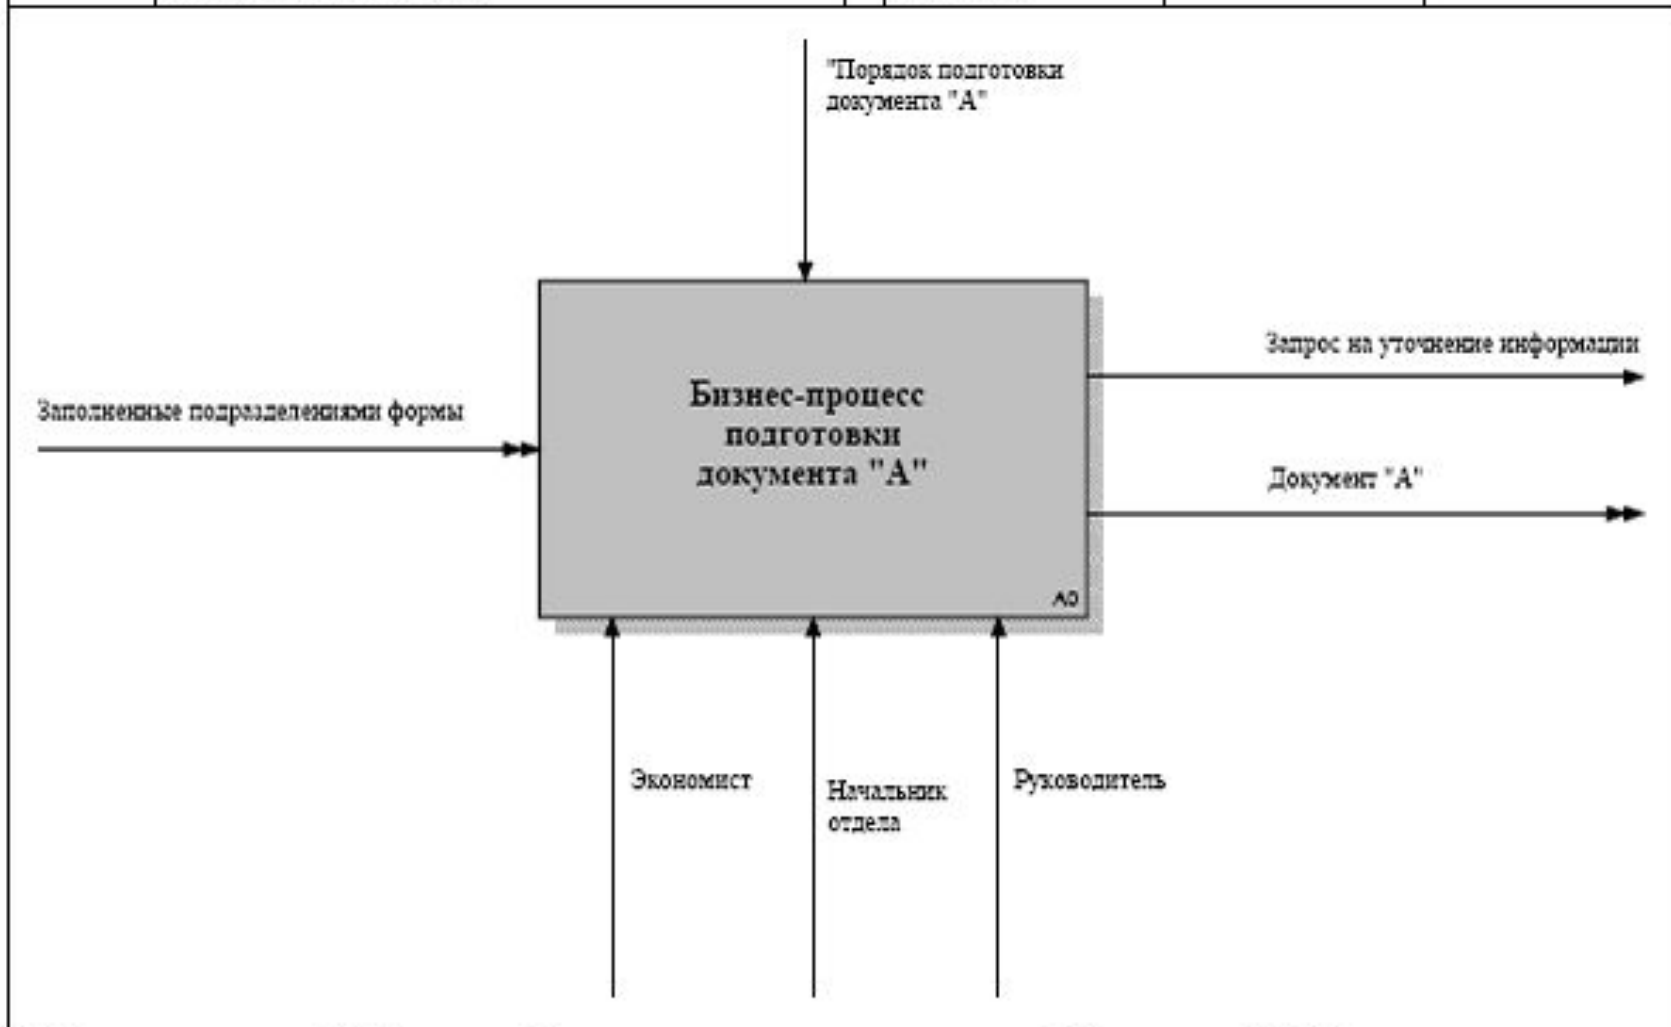 "Порядок подготовки
документа "А"
Запрос на уточнение информации
Заполненные подразделениями формы
Бизнес-процесс
подготовки
документа "А"
Документ "А"
А0
Экономист
Начальник
отдела
Руководитель